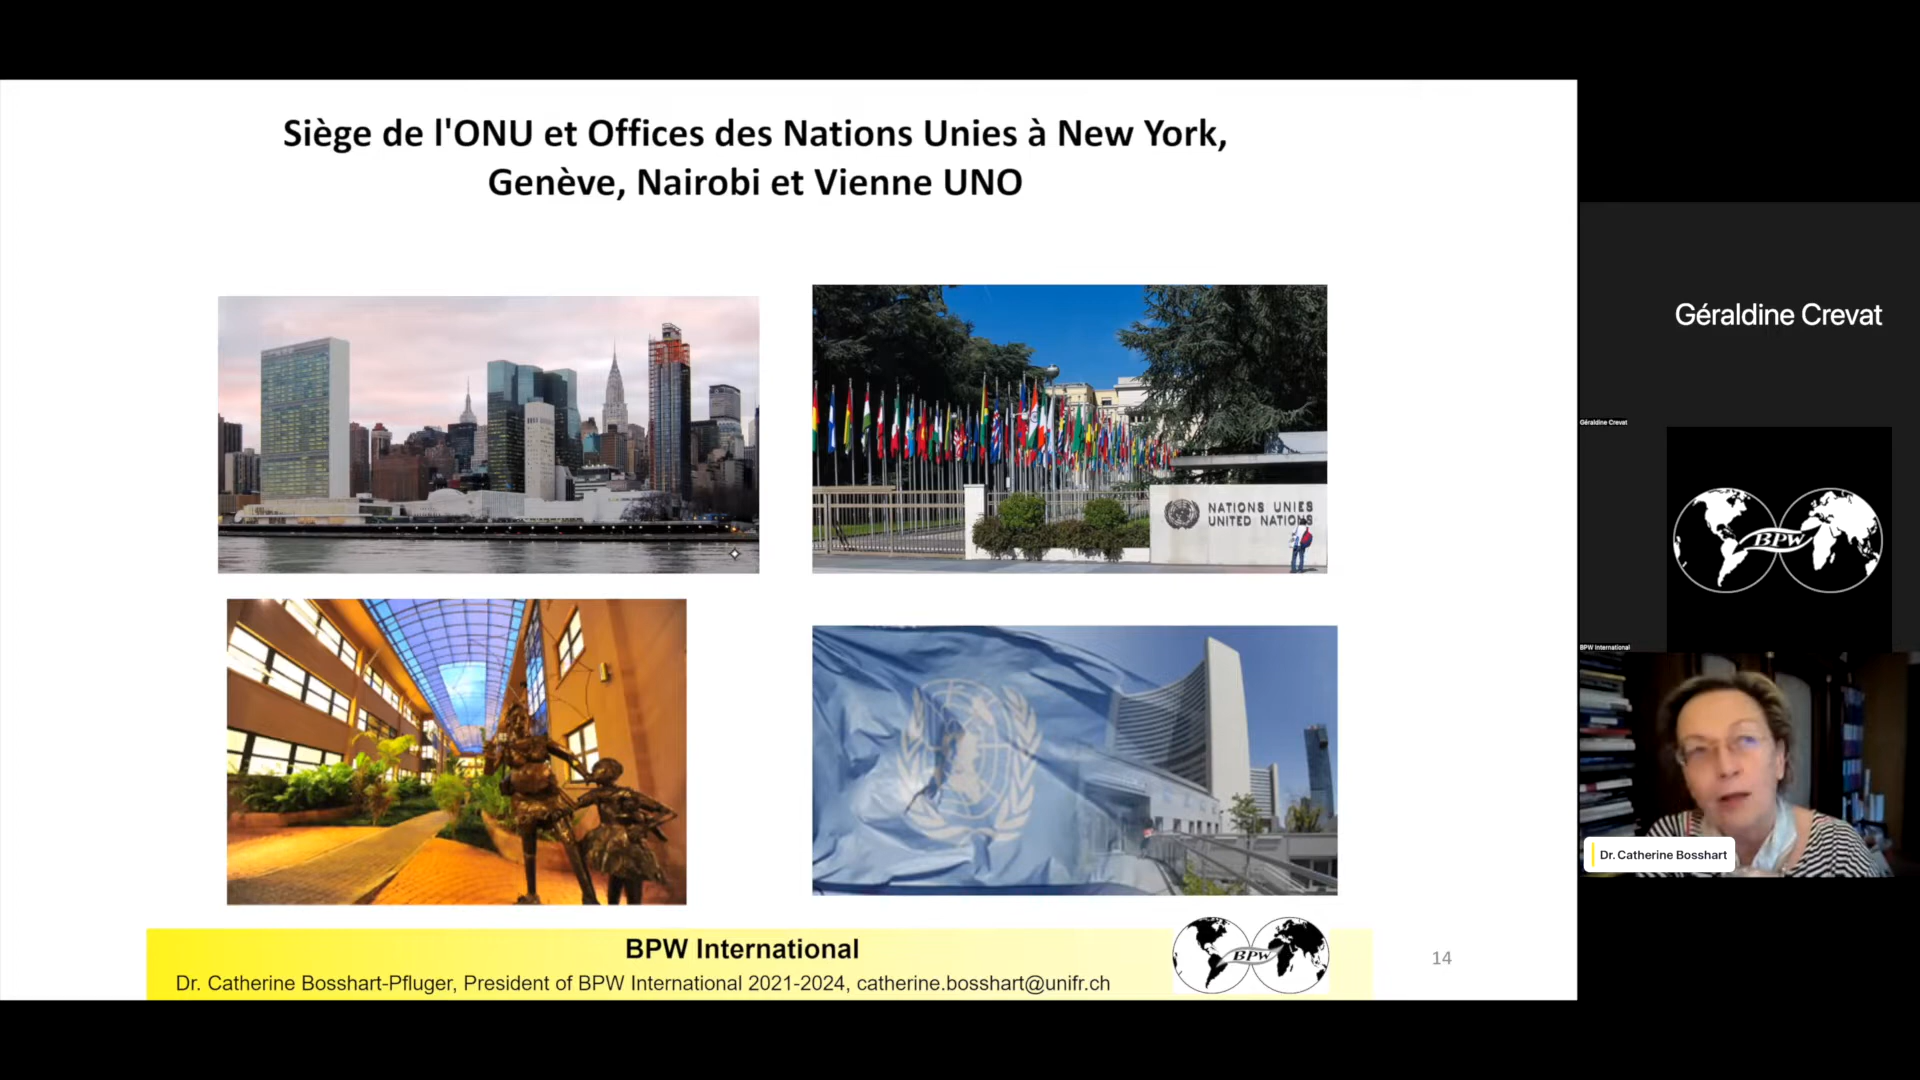 Siège de l'ONU et Offices des Nations Unies à New York,
Genève, Nairobi et Vienne UNO
NATIONS UNIES
UNITED NATIONS
BPW International
Dr. Catherine Bosshart-Pfluger, President of BPW International 2021-2024, catherine.bosshart@unifr.ch
BPW
14
Géraldine Crevat
Géraldine Crevat
BPW
BPW International
Dr. Catherine Bosshart